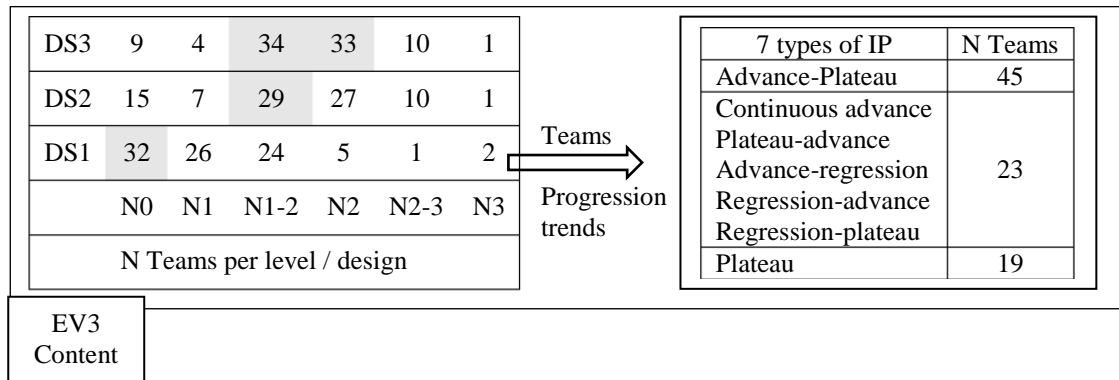 DS3 9 4 34 33 10 1
DS2 15 7 29 27 10 1
DS1 32 26 24 5 1 2
N0 N1 N1-2 N2 N2-3 N3
N Teams per level / design
Teams
Progression
trends
7 types of IP N Teams
Advance-Plateau 45
Continuous advance
Plateau-advance
Advance-regression 23
Regression-advance
Regression-plateau
Plateau 19
EV3
Content